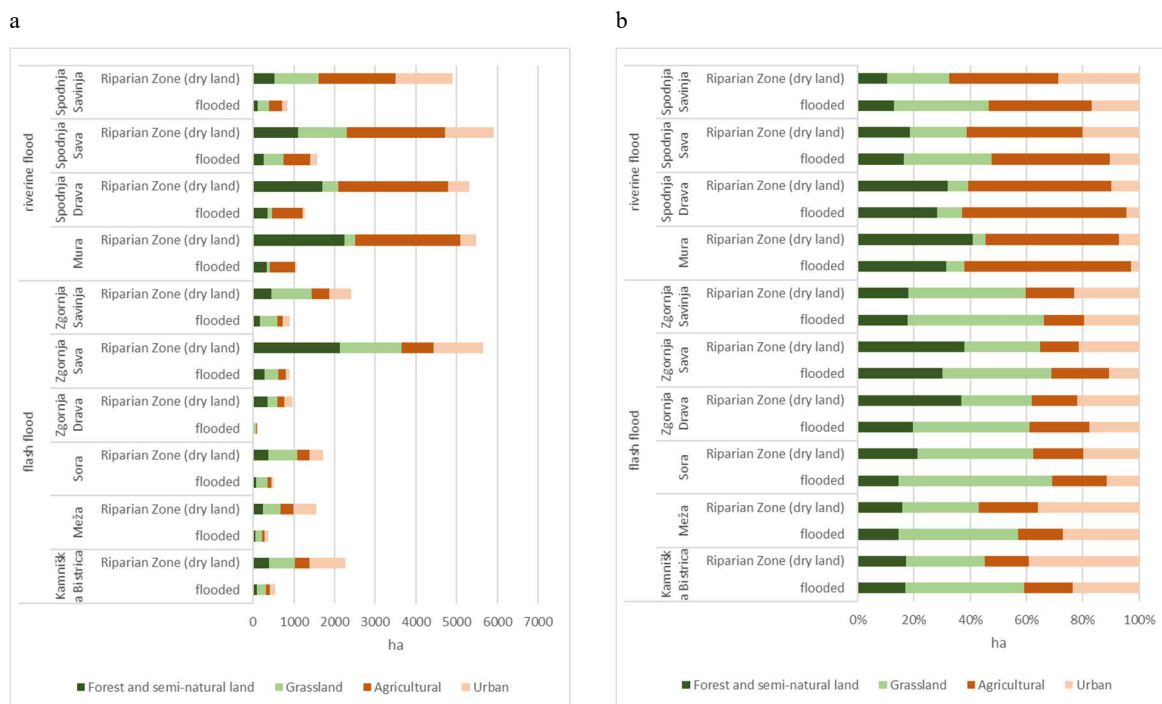 a
riverine flood
Spodnja
Savinja
Riparian Zone (dry land)
flooded
Spodnja
Sava
Riparian Zone (dry land)
flooded
Spodnja
Drava
Riparian Zone (dry land)
flooded
Mura
Riparian Zone (dry land)
flooded
flash flood
Zgornja
Savinja
Riparian Zone (dry land)
flooded
Zgornja
Sava
Riparian Zone (dry land)
flooded
Zgornja
Drava
Riparian Zone (dry land)
flooded
Sora
Riparian Zone (dry land)
flooded
Meža
Riparian Zone (dry land)
flooded
Kamnišk
a Bistrica
Riparian Zone (dry land)
flooded
0 1000 2000 3000 4000 5000 6000 7000
ha
Forest and semi-natural land Grassland Agricultural Urban
b
riverine flood
Spodnja
Savinja
Riparian Zone (dry land)
flooded
Spodnja
Sava
Riparian Zone (dry land)
flooded
Spodnja
Drava
Riparian Zone (dry land)
flooded
Mura
Riparian Zone (dry land)
flooded
flash flood
Zgornja
Savinja
Riparian Zone (dry land)
flooded
Zgornja
Sava
Riparian Zone (dry land)
flooded
Zgornja
Drava
Riparian Zone (dry land)
flooded
Sora
Riparian Zone (dry land)
flooded
Meža
Riparian Zone (dry land)
flooded
Kamnišk
a Bistrica
Riparian Zone (dry land)
flooded
0% 20% 40% 60% 80% 100%
ha
Forest and semi-natural land Grassland Agricultural Urban